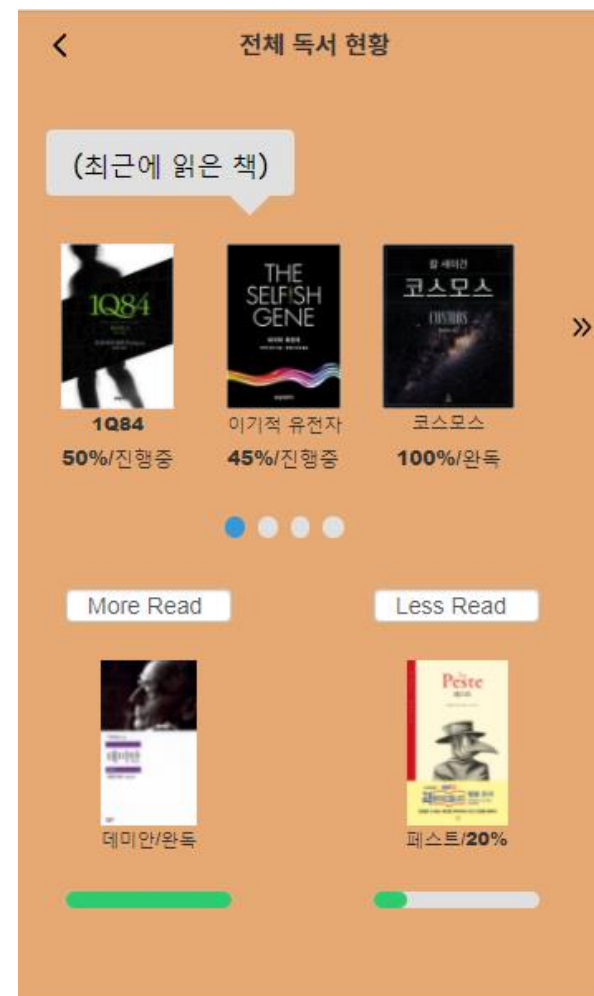 전체 독서 현황
(최근에 읽은 책)
1Q84
THE
SELFISH
GENE
칼 세이건
코스모스
COSMOS
»
1Q84
이기적 유전자
코스모스
50%/진행중
45%/진행중
100%/완독
More Read
Less Read
데미안
Peste
데미안/완독
페스트/20%